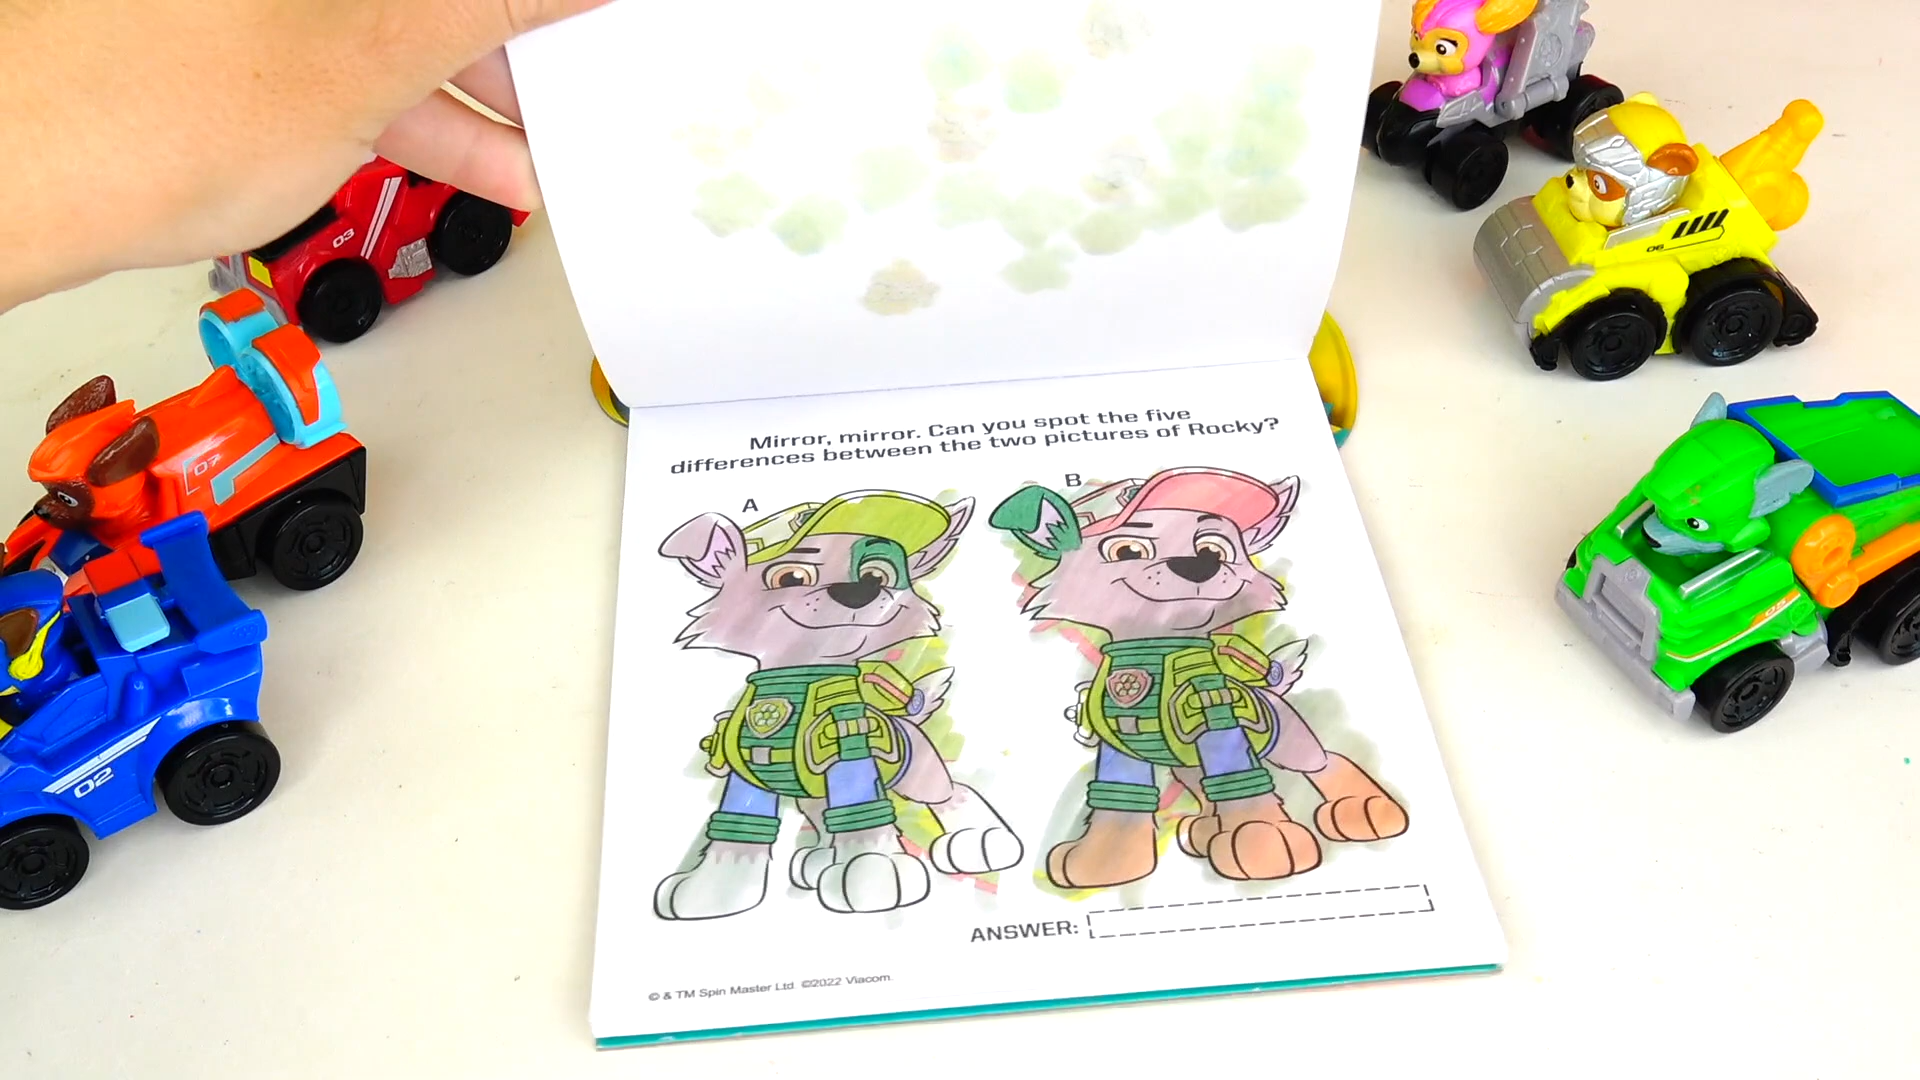 Mirror, mirror. Can you spot the five
differences between the two pictures of Rocky?
A
B
ANSWER:
© & TM Spin Master Ltd. ©2022 Viacom.
03
07
02
06